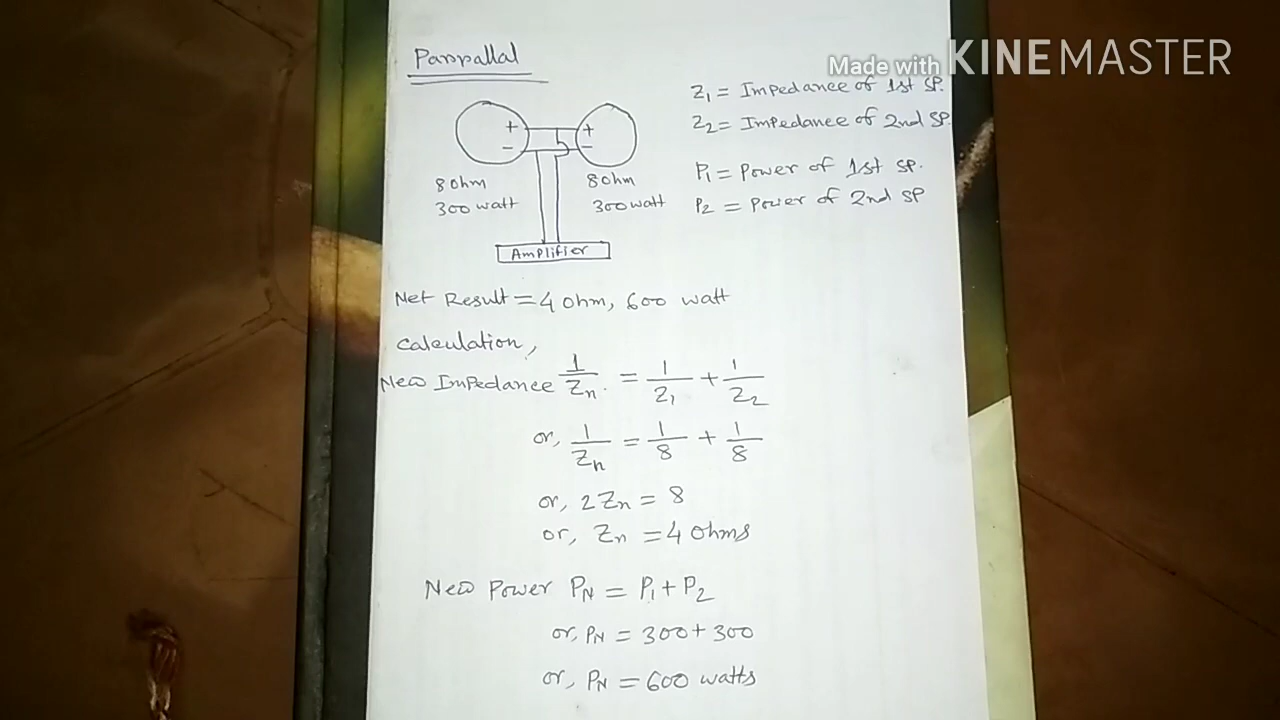 Made with KINEMASTER
Parrallal
Z1 = Impedance of 1st SP.
Z2 = Impedance of 2nd SP.
P1 = Power of 1st SP.
P2 = Power of 2nd SP
+ +
- -
8 ohm 8 ohm
300 watt 300 watt
Amplifier
Net Result = 4 ohm, 600 watt
calculation,
New Impedance 1/Zn. = 1/Z1 + 1/Z2
or, 1/Zn = 1/8 + 1/8
or, 2Zn = 8
or, Zn = 4 ohms
New Power PN = P1 + P2
or, PN = 300 + 300
or, PN = 600 watts